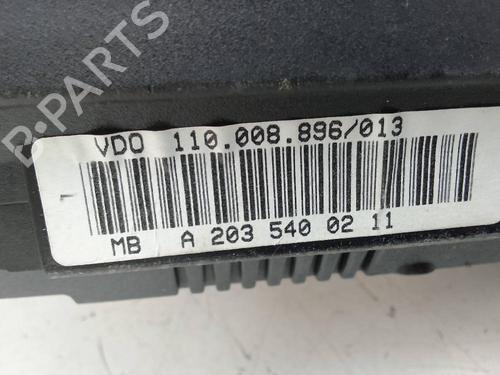 B-PARTS
VDO 110.008.896/013
MB A 203 540 02 11